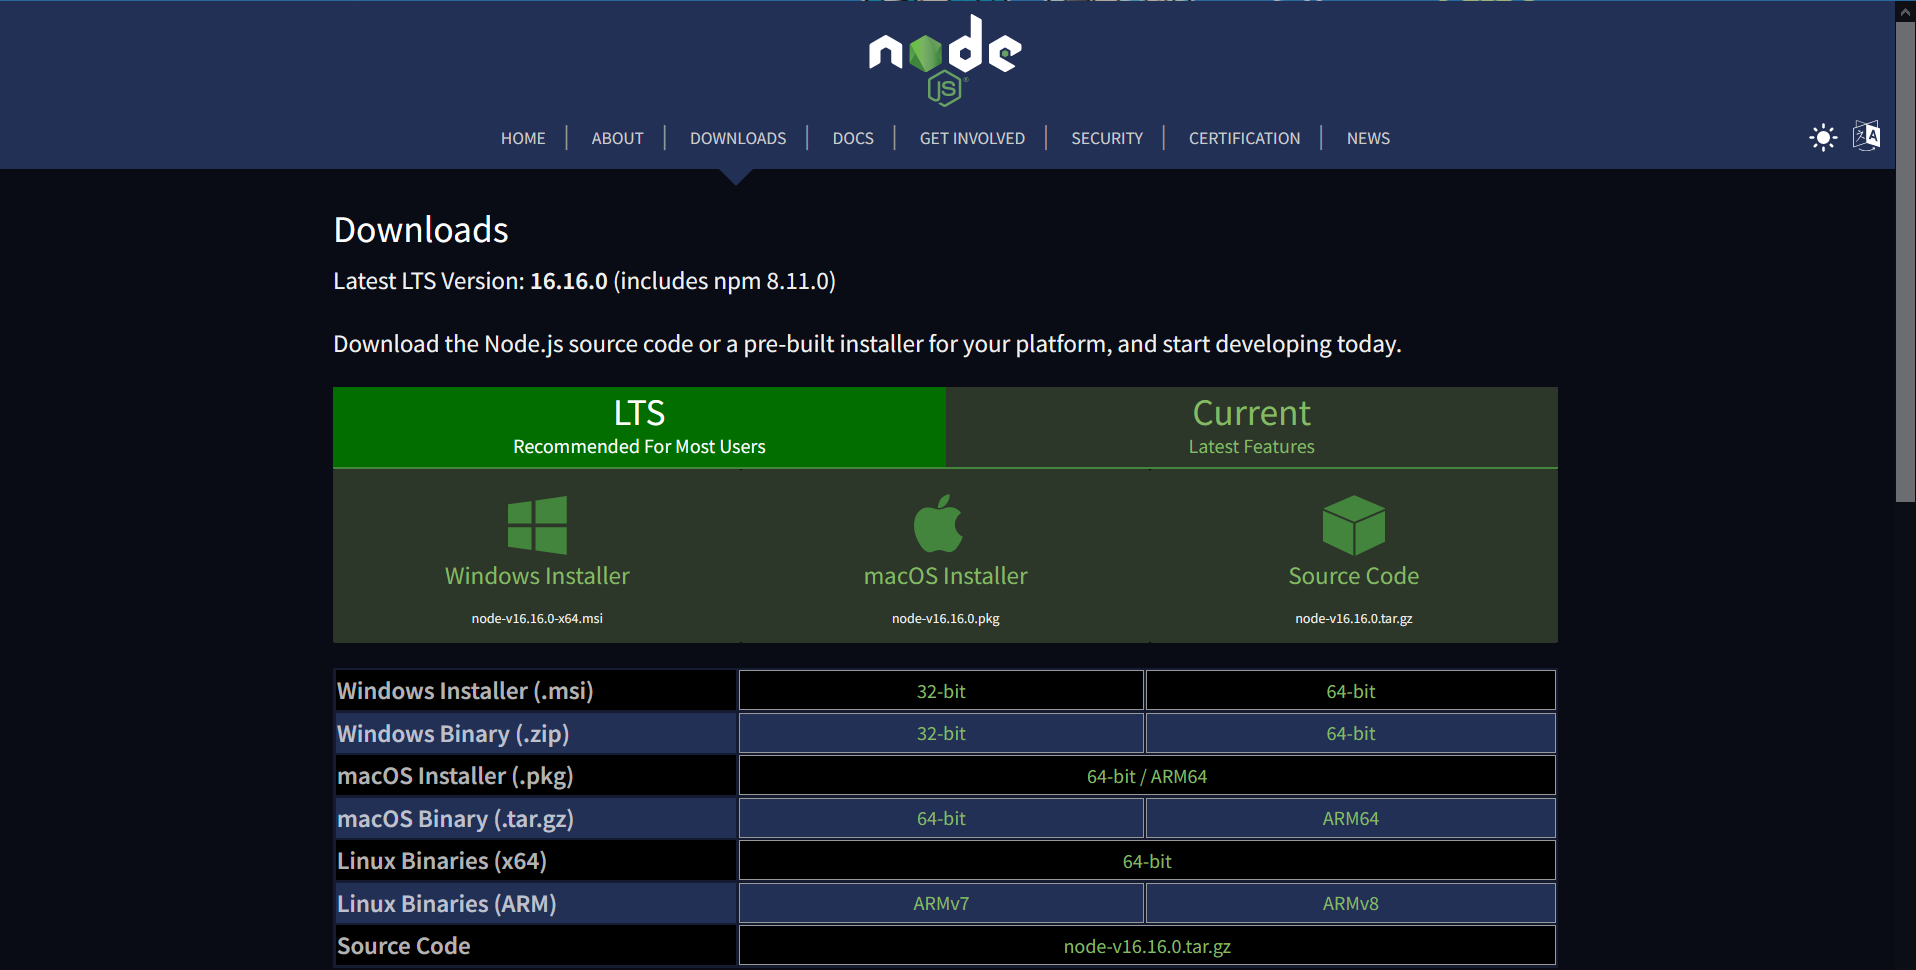 node
JS
HOME | ABOUT | DOWNLOADS | DOCS | GET INVOLVED | SECURITY | CERTIFICATION | NEWS
Downloads
Latest LTS Version: 16.16.0 (includes npm 8.11.0)
Download the Node.js source code or a pre-built installer for your platform, and start developing today.
LTS
Recommended For Most Users
Current
Latest Features
Windows Installer
node-v16.16.0-x64.msi
macOS Installer
node-v16.16.0.pkg
Source Code
node-v16.16.0.tar.gz
Windows Installer (.msi) 32-bit 64-bit
Windows Binary (.zip) 32-bit 64-bit
macOS Installer (.pkg) 64-bit / ARM64
macOS Binary (.tar.gz) 64-bit ARM64
Linux Binaries (x64) 64-bit
Linux Binaries (ARM) ARMv7 ARMv8
Source Code node-v16.16.0.tar.gz